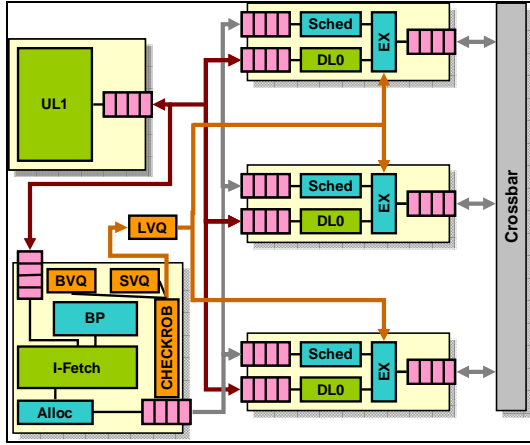 Sched
DL0
EX
UL1
Sched
DL0
EX
Crossbar
LVQ
BVQ
SVQ
BP
CHECKROB
I-Fetch
Alloc
Sched
DL0
EX